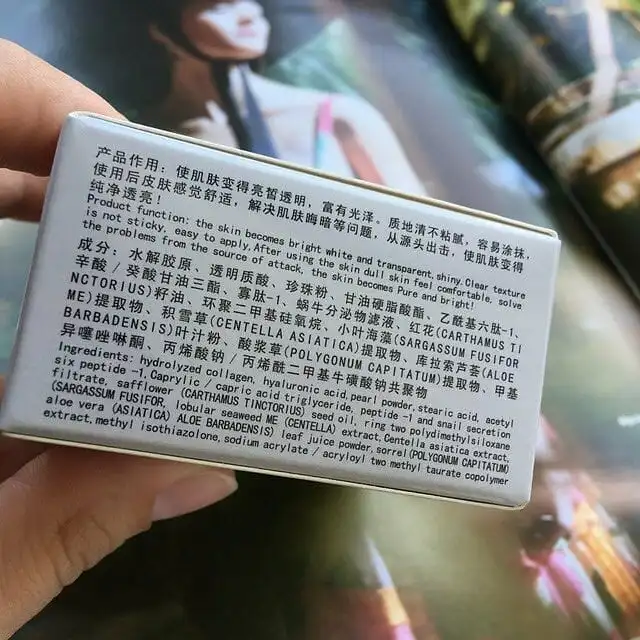 产品作用：使肌肤变得亮皙透明，富有光泽。质地清不粘腻，容易涂抹，
使用后皮肤感觉舒适，解决肌肤晦暗等问题，从源头出击，使肌肤变得
纯净透亮！
Product function: the skin becomes bright white and transparent, shiny. Clear texture
is not sticky, easy to apply. After using the skin dull skin feel comfortable, solve
the problems from the source of attack, the skin becomes Pure and bright!
成分：水解胶原、透明质酸、珍珠粉、甘油硬脂酸酯、乙酰基六肽-1、
辛酸／癸酸甘油三酯、寡肽-1、蜗牛分泌物滤液、红花(CARTHAMUS TI
NCTORIUS)籽油、环聚二甲基硅氧烷、小叶海藻(SARGASSUM FUSIFOR
ME)提取物、积雪草(CENTELLA ASIATICA)提取物、库拉索芦荟(ALOE
BARBADENSIS)叶汁粉、酸浆草(POLYGONUM CAPITATUM)提取物、甲基
异噻唑啉酮、丙烯酸钠／丙烯酰二甲基牛磺酸钠共聚物
Ingredients: hydrolyzed collagen, hyaluronic acid, pearl powder, stearic acid, acetyl
six peptide -1, Caprylic / capric acid triglyceride, peptide -1 and snail secretion
filtrate, safflower (CARTHAMUS TINCTORIUS) seed oil, ring two polydimethylsiloxane
(SARGASSUM FUSIFOR, lobular seaweed ME (CENTELLA) extract, Centella asiatica extract,
aloe vera (ASIATICA) ALOE BARBADENSIS) leaf juice powder, sorrel (POLYGONUM CAPITATUM)
extract, methyl isothiazolone, sodium acrylate / acryloyl two methyl taurate copolymer